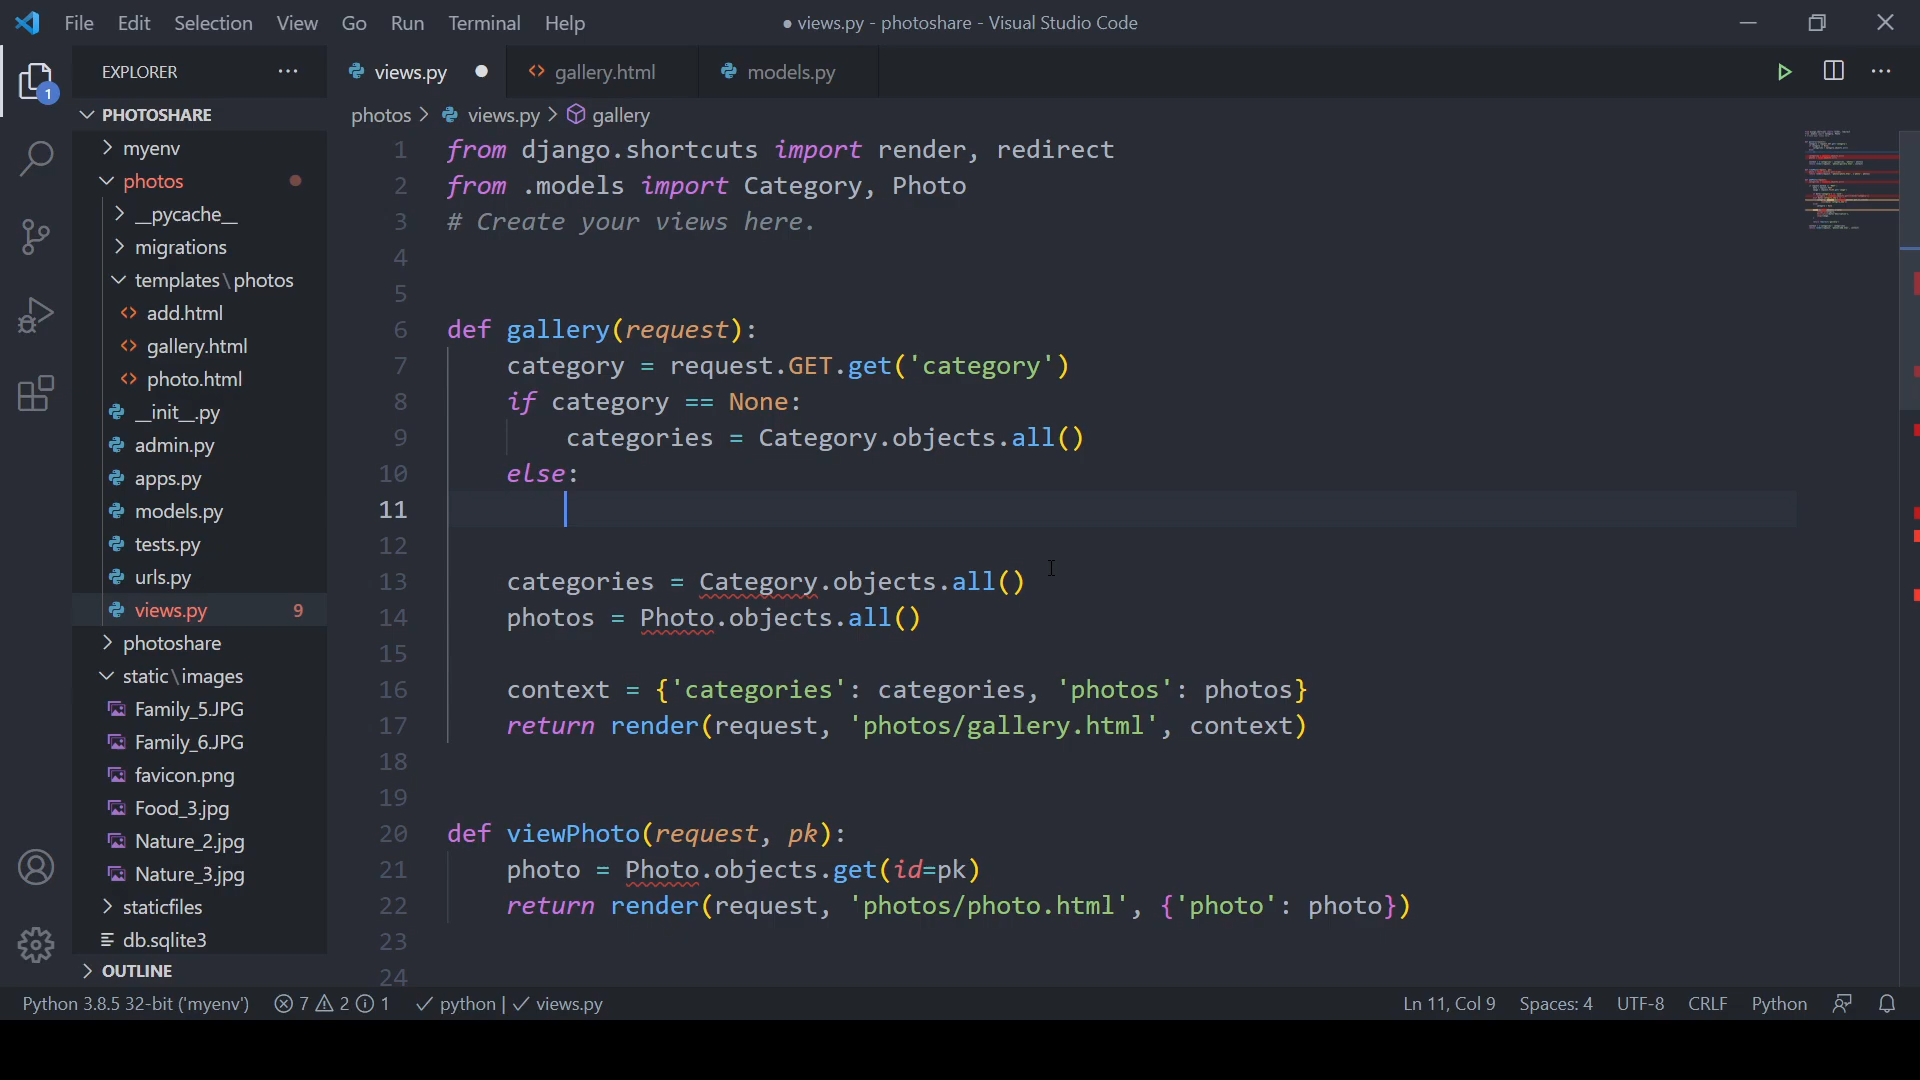 File Edit Selection View Go Run Terminal Help
● views.py - photoshare - Visual Studio Code
EXPLORER
views.py
gallery.html
models.py
1
PHOTOSHARE
photos > views.py > gallery
myenv
photos
__pycache__
migrations
templates\photos
add.html
gallery.html
photo.html
__init__.py
admin.py
apps.py
models.py
tests.py
urls.py
views.py 9
photoshare
static\images
Family_5.JPG
Family_6.JPG
favicon.png
Food_3.jpg
Nature_2.jpg
Nature_3.jpg
staticfiles
db.sqlite3
OUTLINE
1 from django.shortcuts import render, redirect
2 from .models import Category, Photo
3 # Create your views here.
4
5
6 def gallery(request):
7     category = request.GET.get('category')
8     if category == None:
9         categories = Category.objects.all()
10     else:
11
12
13     categories = Category.objects.all()
14     photos = Photo.objects.all()
15
16     context = {'categories': categories, 'photos': photos}
17     return render(request, 'photos/gallery.html', context)
18
19
20 def viewPhoto(request, pk):
21     photo = Photo.objects.get(id=pk)
22     return render(request, 'photos/photo.html', {'photo': photo})
23
24
Python 3.8.5 32-bit ('myenv') 7 2 1 ✓ python | ✓ views.py
Ln 11, Col 9 Spaces: 4 UTF-8 CRLF Python